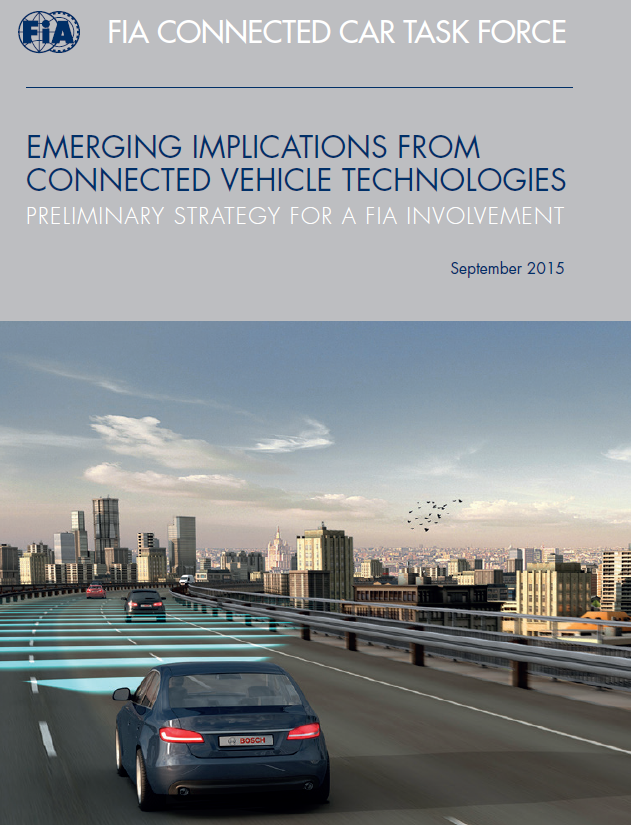 FiA
FIA CONNECTED CAR TASK FORCE
EMERGING IMPLICATIONS FROM
CONNECTED VEHICLE TECHNOLOGIES
PRELIMINARY STRATEGY FOR A FIA INVOLVEMENT
September 2015
BOSCH